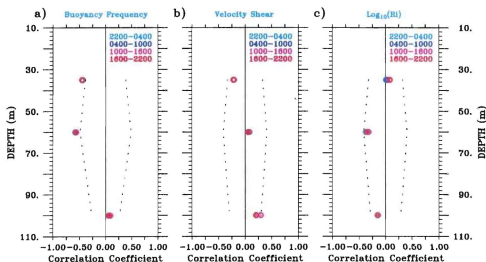 a) Buoyancy Frequency
b) Velocity Shear
c) Log10(Ri)
2200-0400
0400-1000
1000-1600
1600-2200
2200-0400
0400-1000
1000-1600
1600-2200
2200-0400
0400-1000
1000-1600
1600-2200
10.
30.
50.
70.
90.
110.
DEPTH (m)
10.
30.
50.
70.
90.
110.
DEPTH (m)
-1.00 -0.50 0.00 0.50 1.00
-1.00 -0.50 0.00 0.50 1.00
-1.00 -0.50 0.00 0.50 1.00
Correlation Coefficient
Correlation Coefficient
Correlation Coefficient